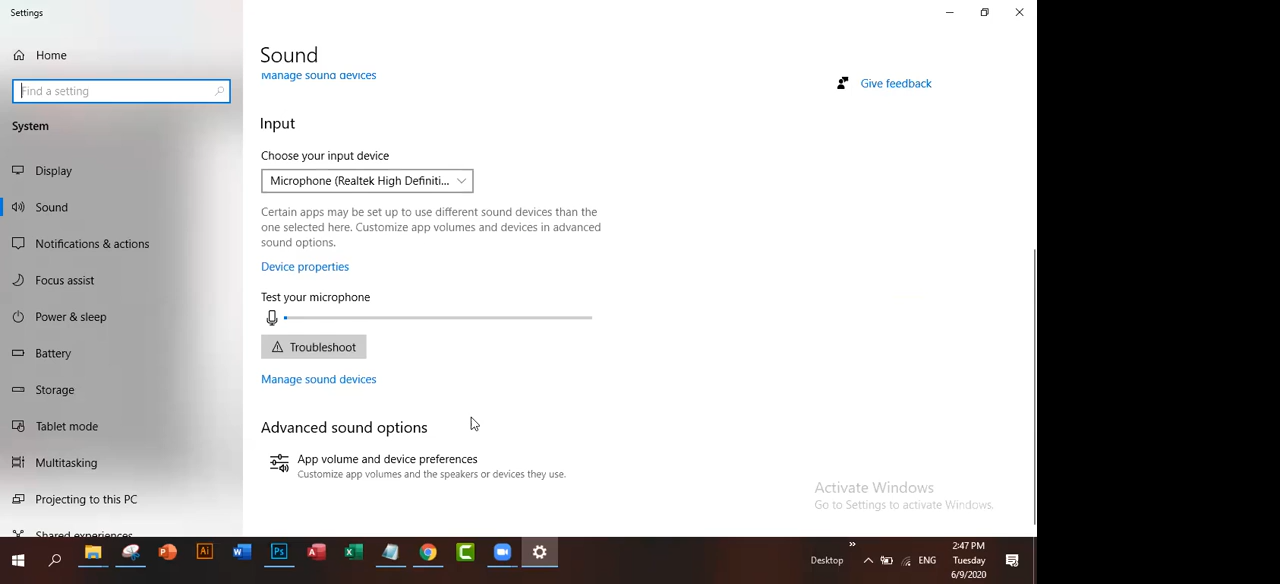 Settings
Home
Find a setting
System
Display
Sound
Notifications & actions
Focus assist
Power & sleep
Battery
Storage
Tablet mode
Multitasking
Projecting to this PC
Shared experiences
Sound
Manage sound devices
Give feedback
Input
Choose your input device
Microphone (Realtek High Definiti...
Certain apps may be set up to use different sound devices than the
one selected here. Customize app volumes and devices in advanced
sound options.
Device properties
Test your microphone
Troubleshoot
Manage sound devices
Advanced sound options
App volume and device preferences
Customize app volumes and the speakers or devices they use.
Activate Windows
Go to Settings to activate Windows.
Desktop
ENG
2:47 PM
Tuesday
6/9/2020